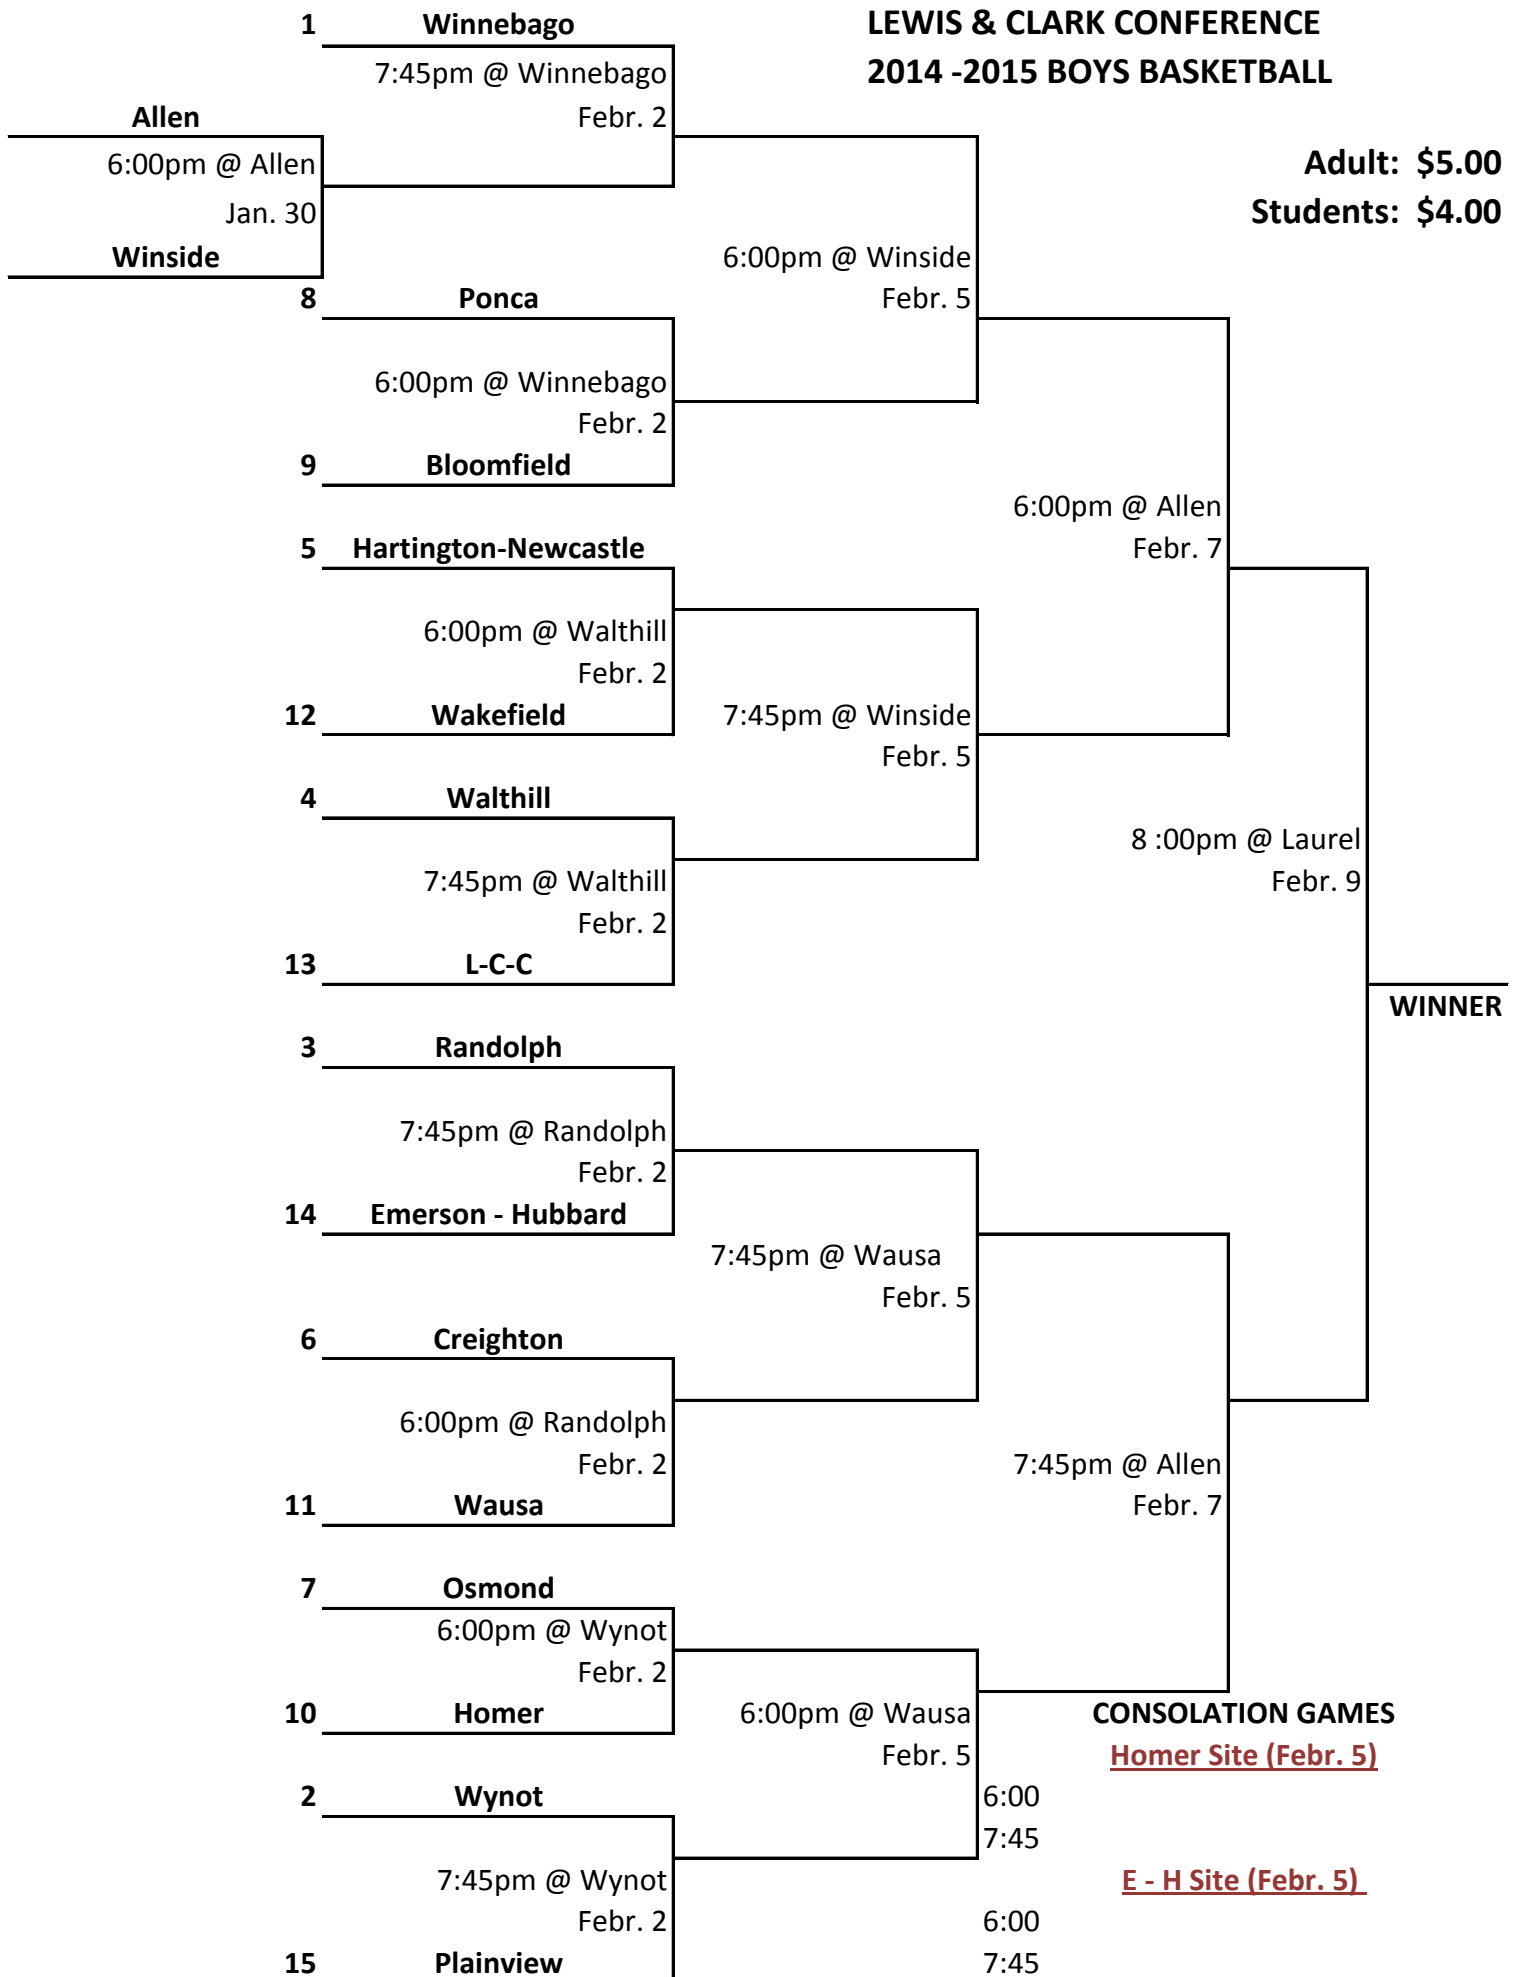 1 Winnebago LEWIS & CLARK CONFERENCE
7:45pm @ Winnebago 2014 -2015 BOYS BASKETBALL
Allen Febr. 2
6:00pm @ Allen Adult: $5.00
Jan. 30 Students: $4.00
Winside 6:00pm @ Winside
8 Ponca Febr. 5
6:00pm @ Winnebago
Febr. 2
9 Bloomfield
6:00pm @ Allen
5 Hartington-Newcastle Febr. 7
6:00pm @ Walthill
Febr. 2
12 Wakefield 7:45pm @ Winside
Febr. 5
4 Walthill
8 :00pm @ Laurel
7:45pm @ Walthill Febr. 9
Febr. 2
13 L-C-C
WINNER
3 Randolph
7:45pm @ Randolph
Febr. 2
14 Emerson - Hubbard
7:45pm @ Wausa
Febr. 5
6 Creighton
6:00pm @ Randolph
Febr. 2 7:45pm @ Allen
11 Wausa Febr. 7
7 Osmond
6:00pm @ Wynot
Febr. 2
10 Homer 6:00pm @ Wausa CONSOLATION GAMES
Febr. 5 Homer Site (Febr. 5)
2 Wynot 6:00
7:45
7:45pm @ Wynot E - H Site (Febr. 5)
Febr. 2 6:00
15 Plainview 7:45